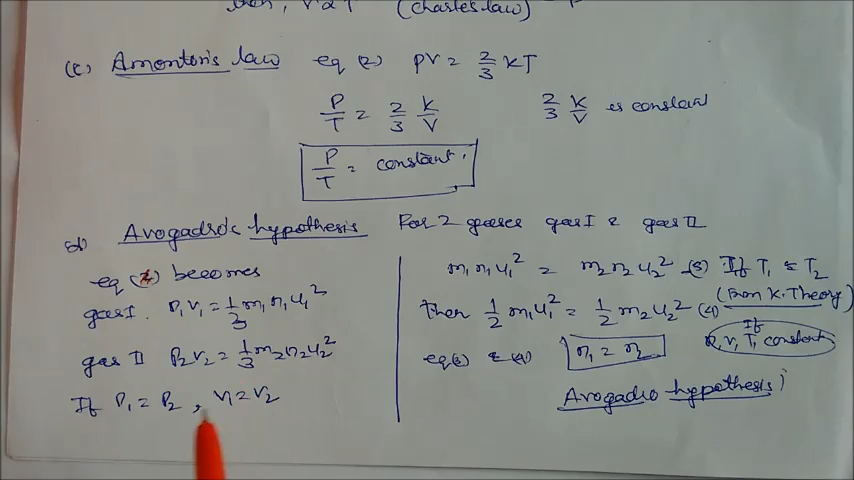 then, V α T (Charles law)
(c) Amonton's law eq (2) PV = 2/3 KT
P/T = 2/3 K/V 2/3 K/V is constant
P/T = constant.
d) Avogadro's hypothesis For 2 gases gas I & gas II
eq (2) becomes
gas I. P₁V₁ = 1/3 m₁n₁u₁²
gas II P₂V₂ = 1/3 m₂n₂u₂²
If P₁ = P₂, V₁ = V₂
m₁n₁u₁² = m₂n₂u₂² -(3) If T₁ = T₂
then 1/2 m₁u₁² = 1/2 m₂u₂² -(4) (From K.Theory)
eq (3) & (4) n₁ = n₂ If
P, V, T, constant
Avogadro hypothesis